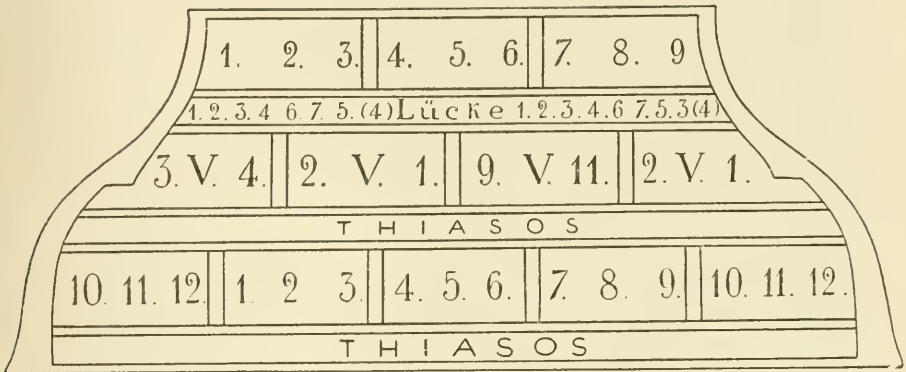 1. 2. 3. 4. 5. 6. 7. 8. 9
1. 2. 3. 4 6. 7. 5. (4) Lücke 1. 2. 3. 4. 6 7. 5. 3 (4)
3. V. 4. 2. V. 1. 9. V. 11. 2. V. 1.
THIASOS
10. 11. 12. 1. 2 3. 4. 5. 6. 7. 8. 9. 10. 11. 12.
THIASOS